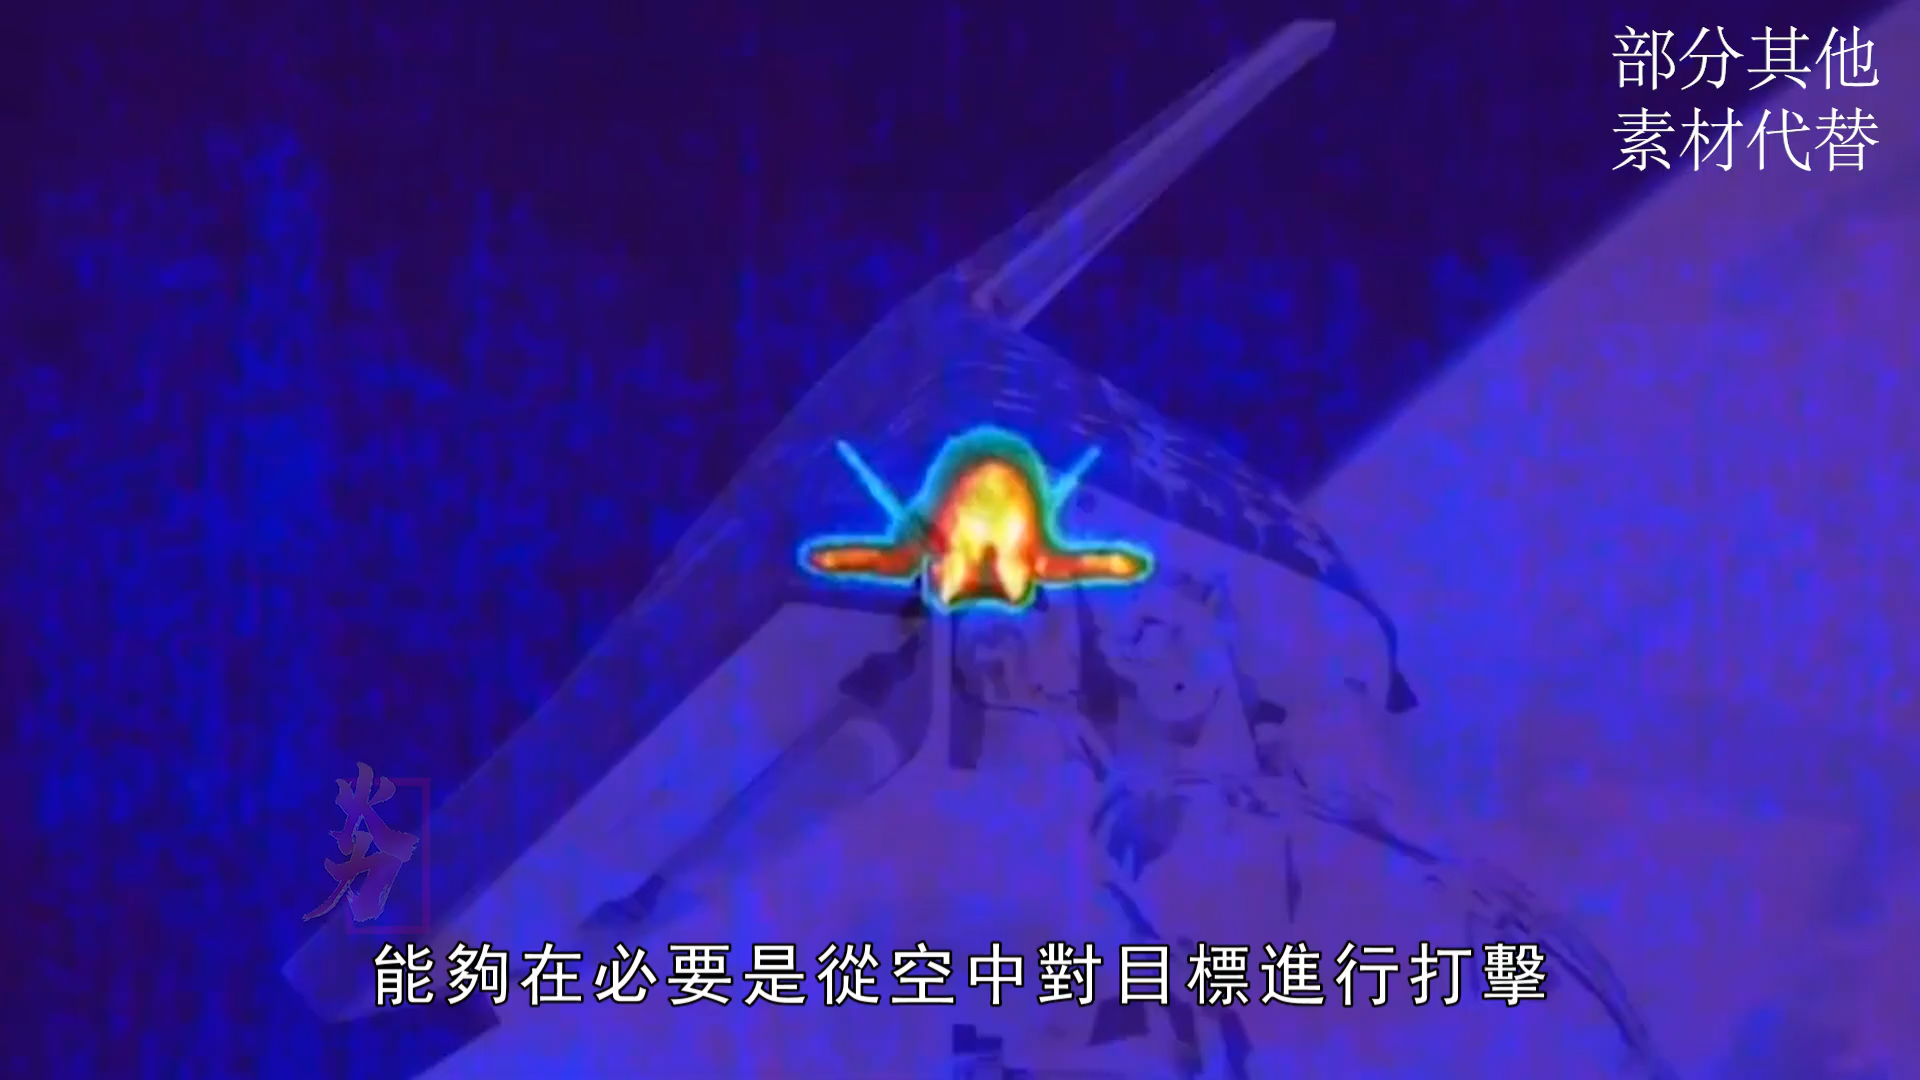 部分其他
素材代替
能夠在必要是從空中對目標進行打擊